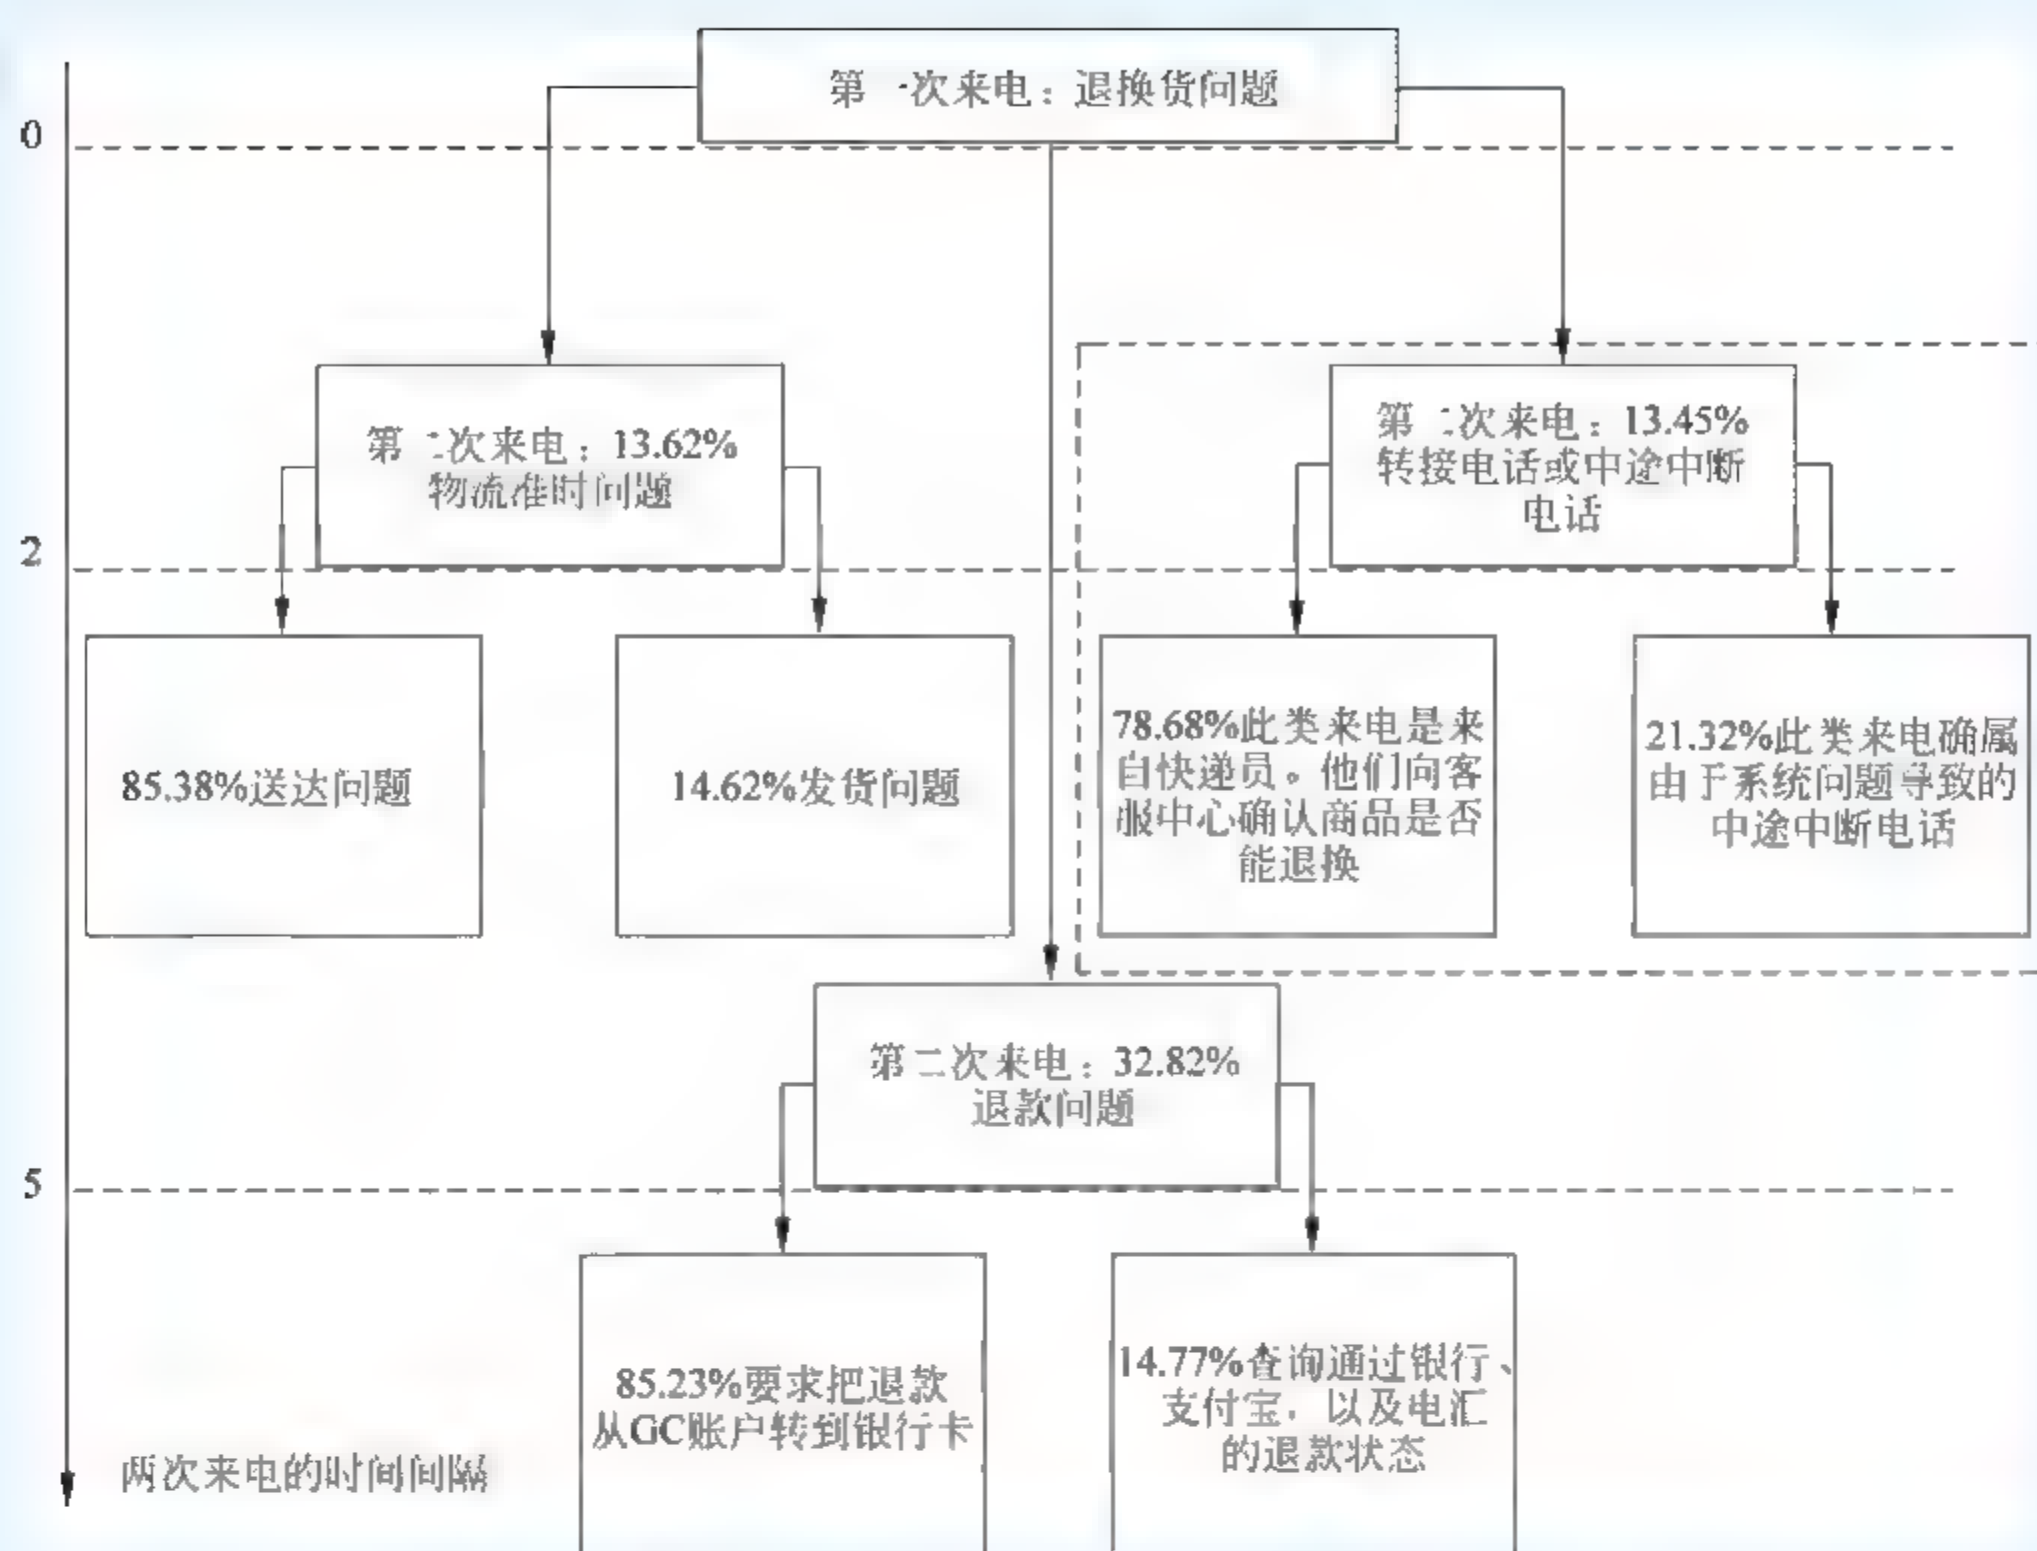 第一次来电：退换货问题
0
第二次来电：13.62%
物流准时问题
第二次来电：13.45%
转接电话或中途中断
电话
2
85.38%送达问题
14.62%发货问题
78.68%此类来电是来
自快递员。他们向客
服中心确认商品是否
能退换
21.32%此类来电确属
由于系统问题导致的
中途中断电话
第二次来电：32.82%
退款问题
5
85.23%要求把退款
从GC账户转到银行卡
14.77%查询通过银行、
支付宝，以及电汇
的退款状态
两次来电的时间间隔